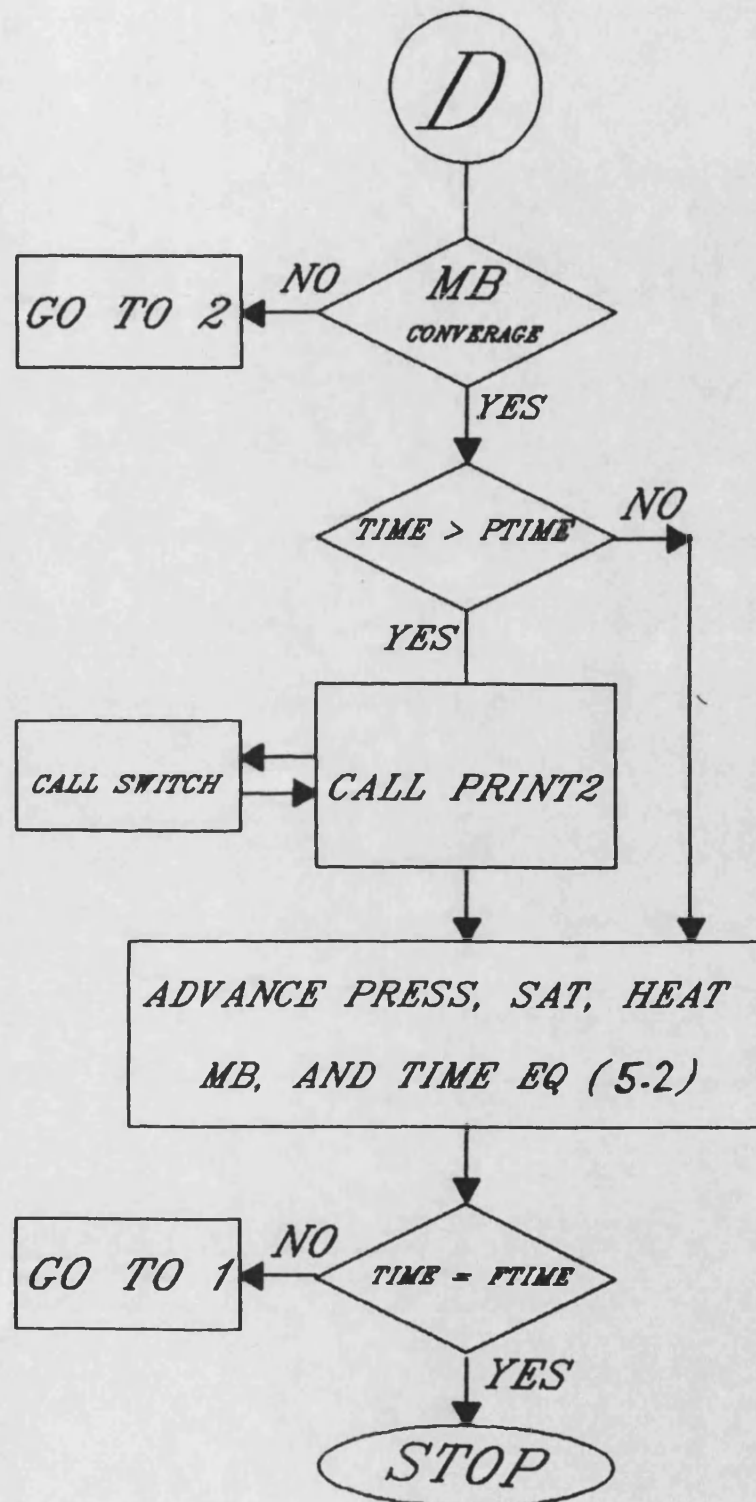 D
MB
CONVERAGE
NO
GO TO 2
YES
TIME > PTIME
NO
YES
CALL SWITCH
CALL PRINT2
ADVANCE PRESS, SAT, HEAT
MB, AND TIME EQ (5.2)
NO
GO TO 1
TIME = FTIME
YES
STOP